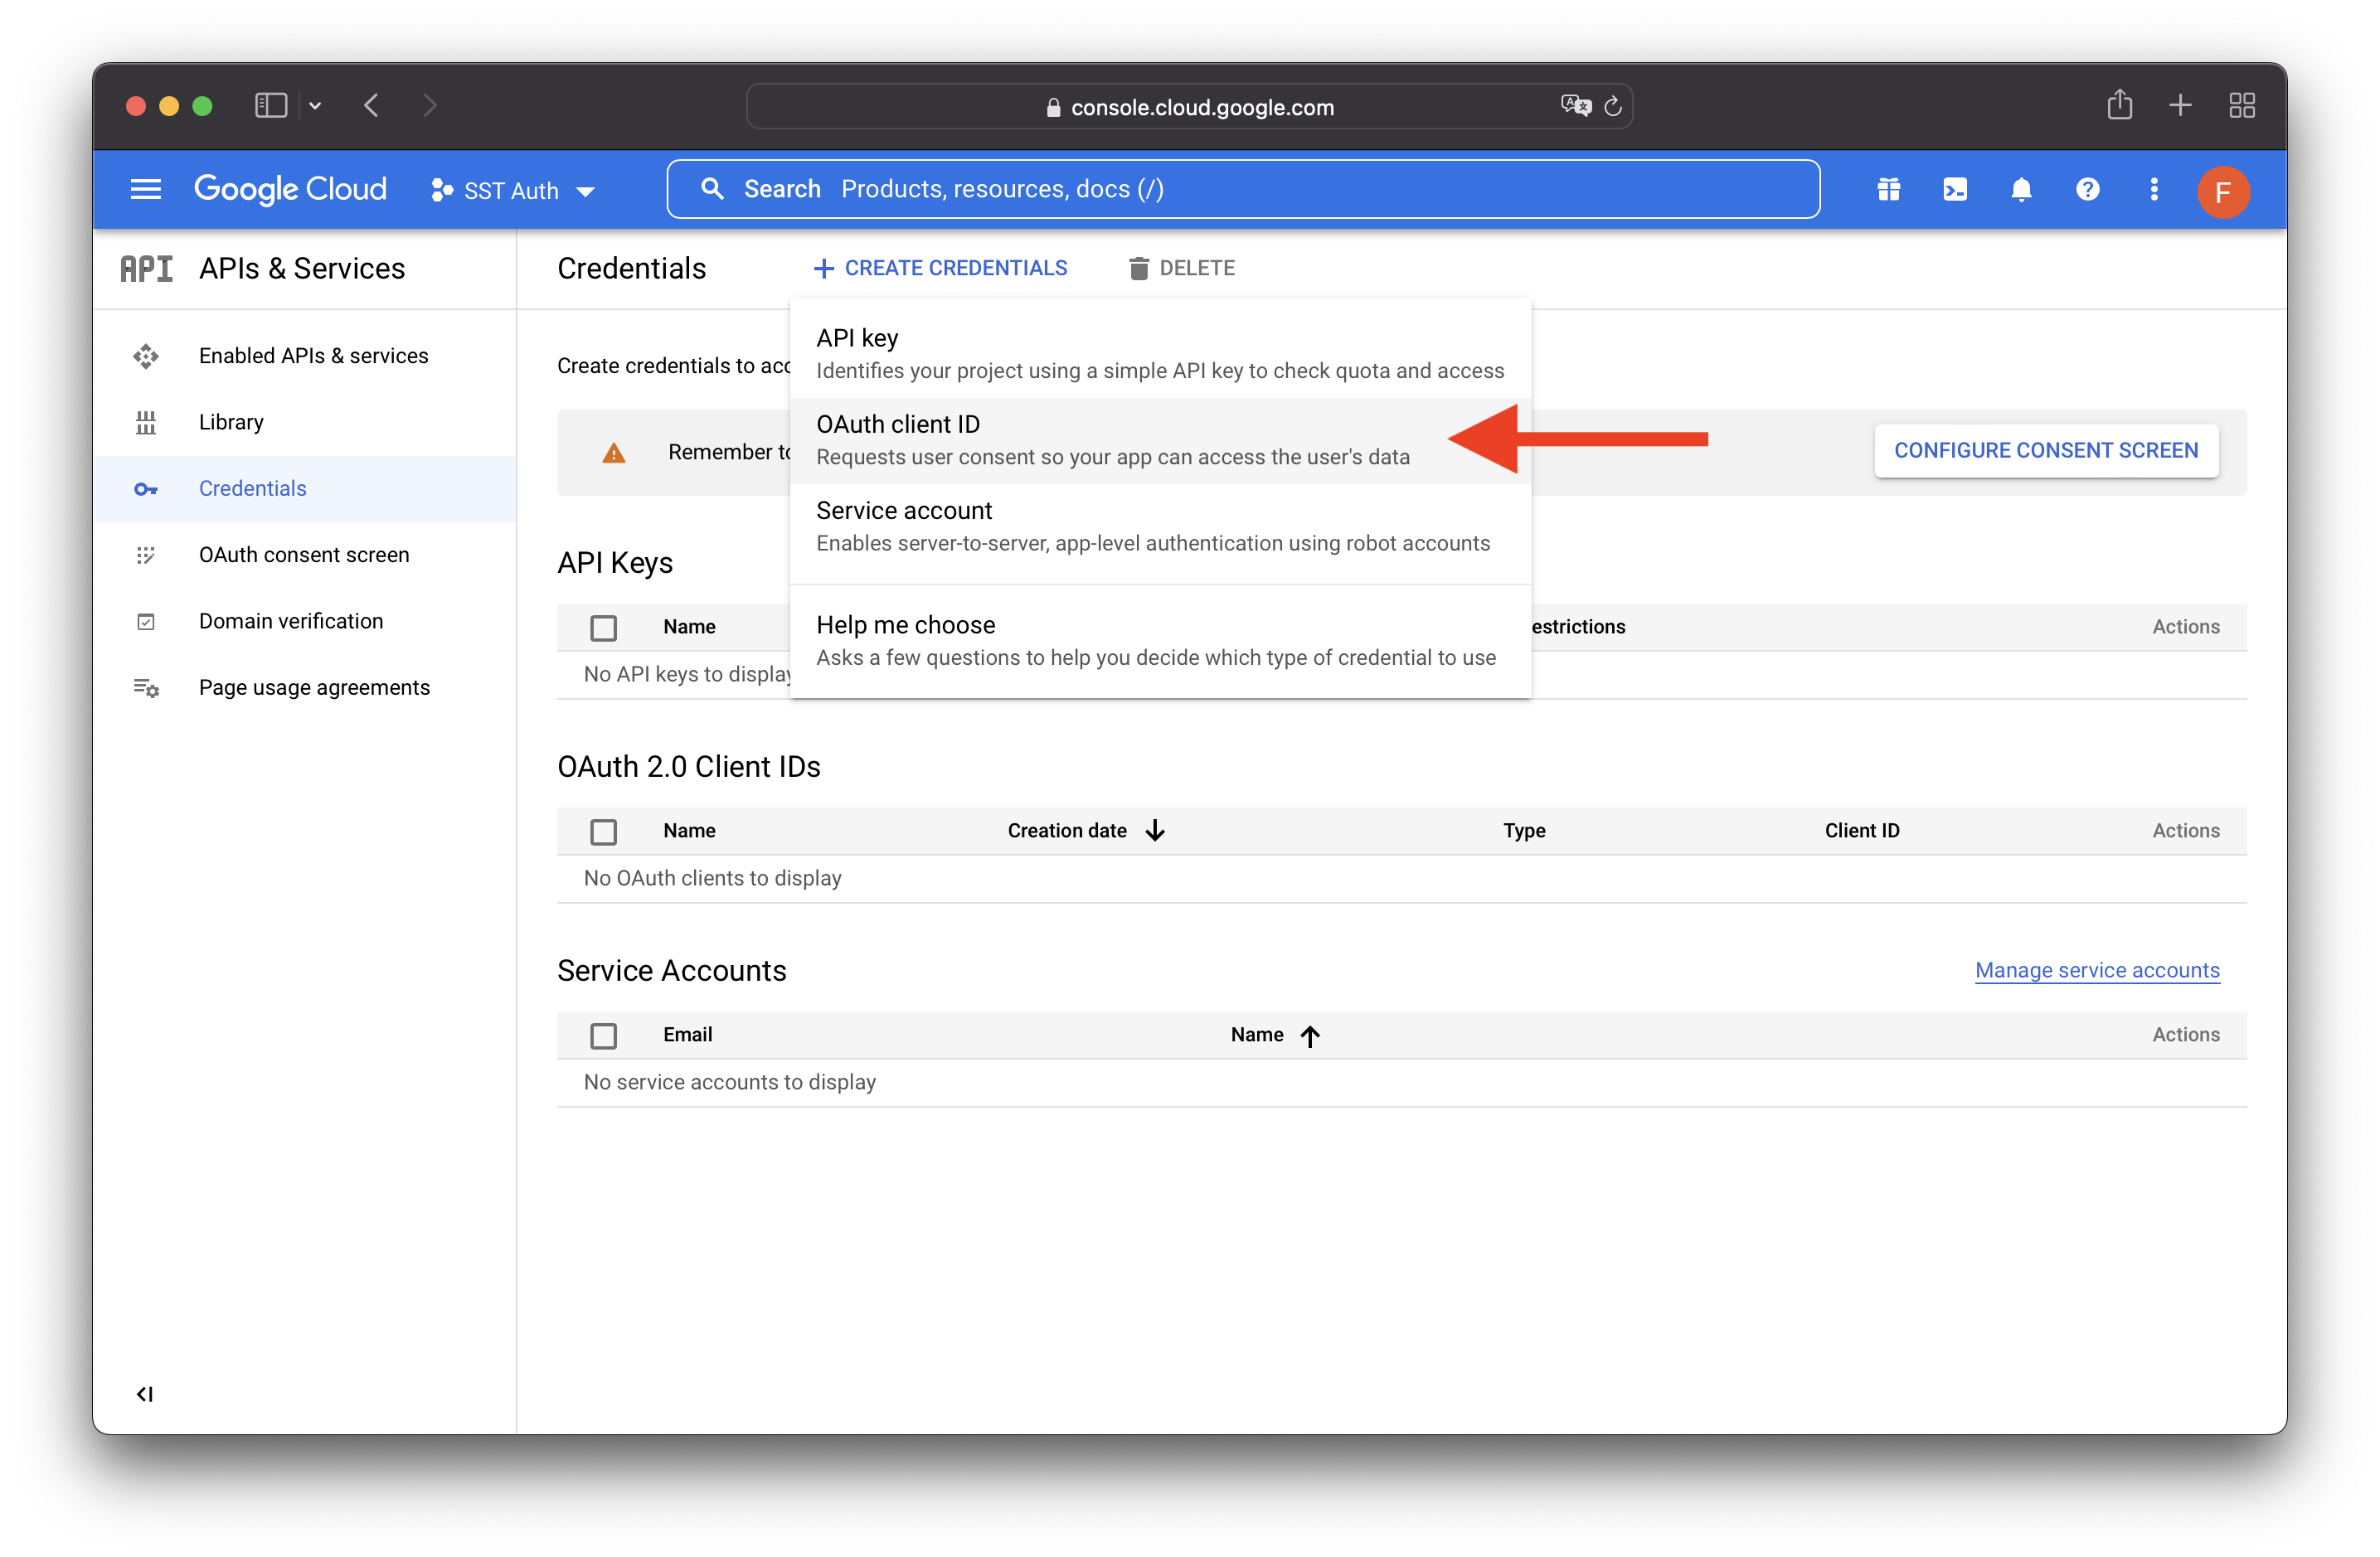 console.cloud.google.com
Google Cloud
SST Auth
Search Products, resources, docs (/)
F
API APIs & Services
Credentials
CREATE CREDENTIALS
DELETE
Enabled APIs & services
Library
Credentials
OAuth consent screen
Domain verification
Page usage agreements
Create credentials to
API key
Identifies your project using a simple API key to check quota and access
OAuth client ID
Requests user consent so your app can access the user's data
Service account
Enables server-to-server, app-level authentication using robot accounts
Help me choose
Asks a few questions to help you decide which type of credential to use
Remember
CONFIGURE CONSENT SCREEN
API Keys
Name estrictions Actions
No API keys to display
OAuth 2.0 Client IDs
Name Creation date Type Client ID Actions
No OAuth clients to display
Service Accounts
Manage service accounts
Email Name Actions
No service accounts to display